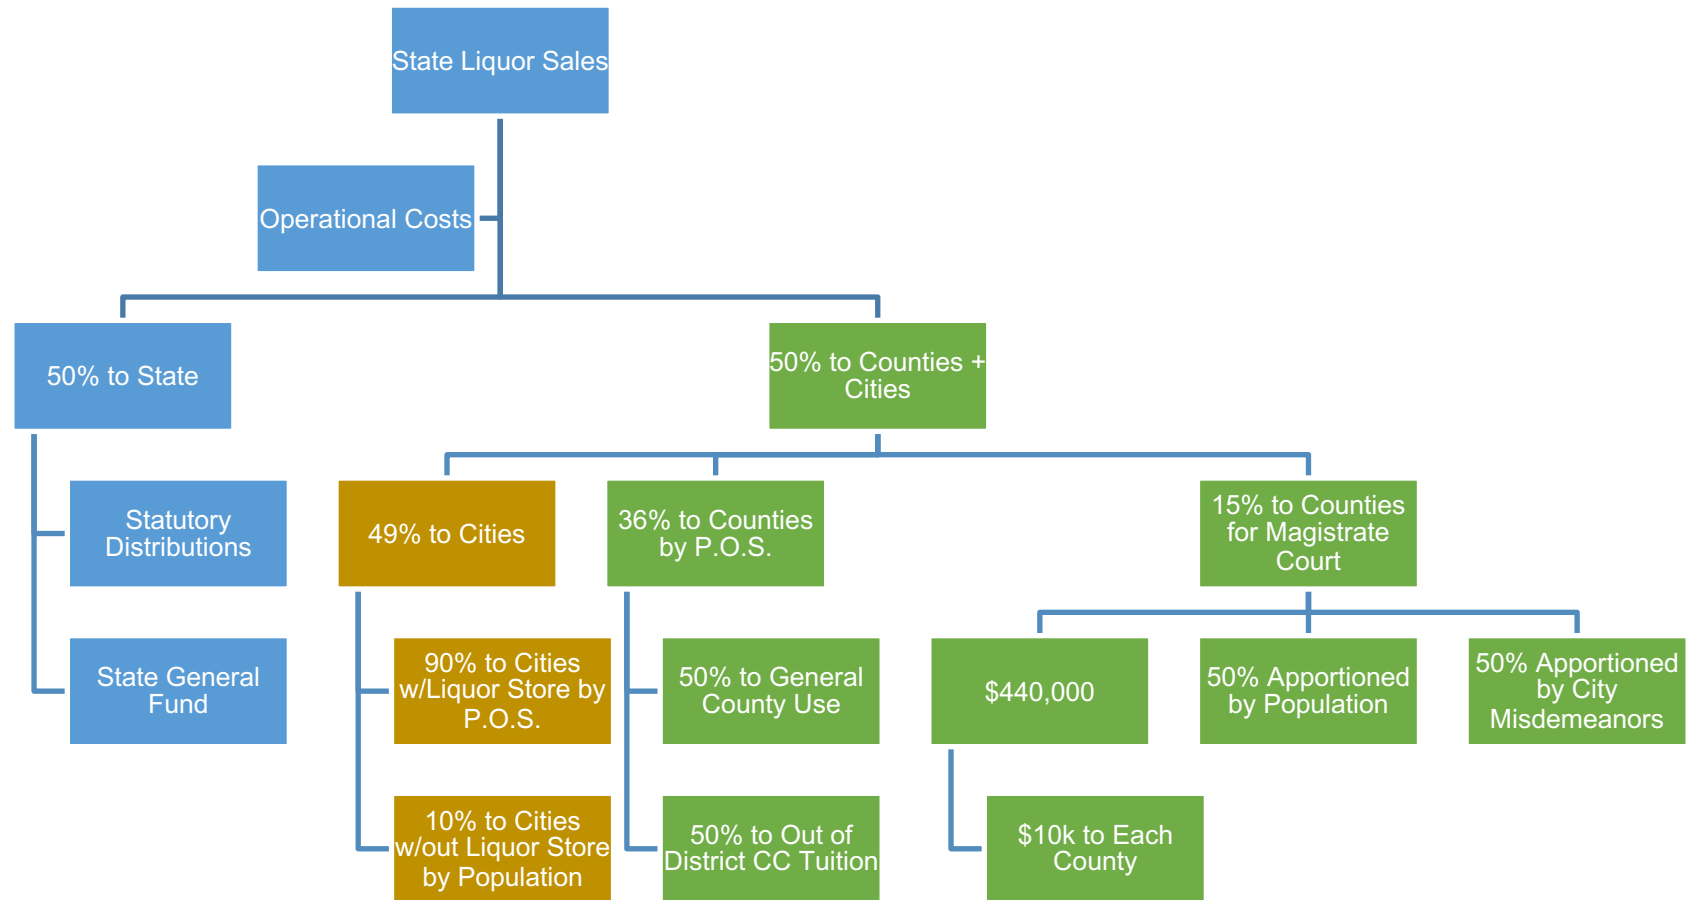 State Liquor Sales
Operational Costs
50% to State
50% to Counties +
Cities
Statutory
Distributions
State General
Fund
49% to Cities
90% to Cities
w/Liquor Store by
P.O.S.
10% to Cities
w/out Liquor Store
by Population
36% to Counties
by P.O.S.
50% to General
County Use
50% to Out of
District CC Tuition
15% to Counties
for Magistrate
Court
$440,000
$10k to Each
County
50% Apportioned
by Population
50% Apportioned
by City
Misdemeanors